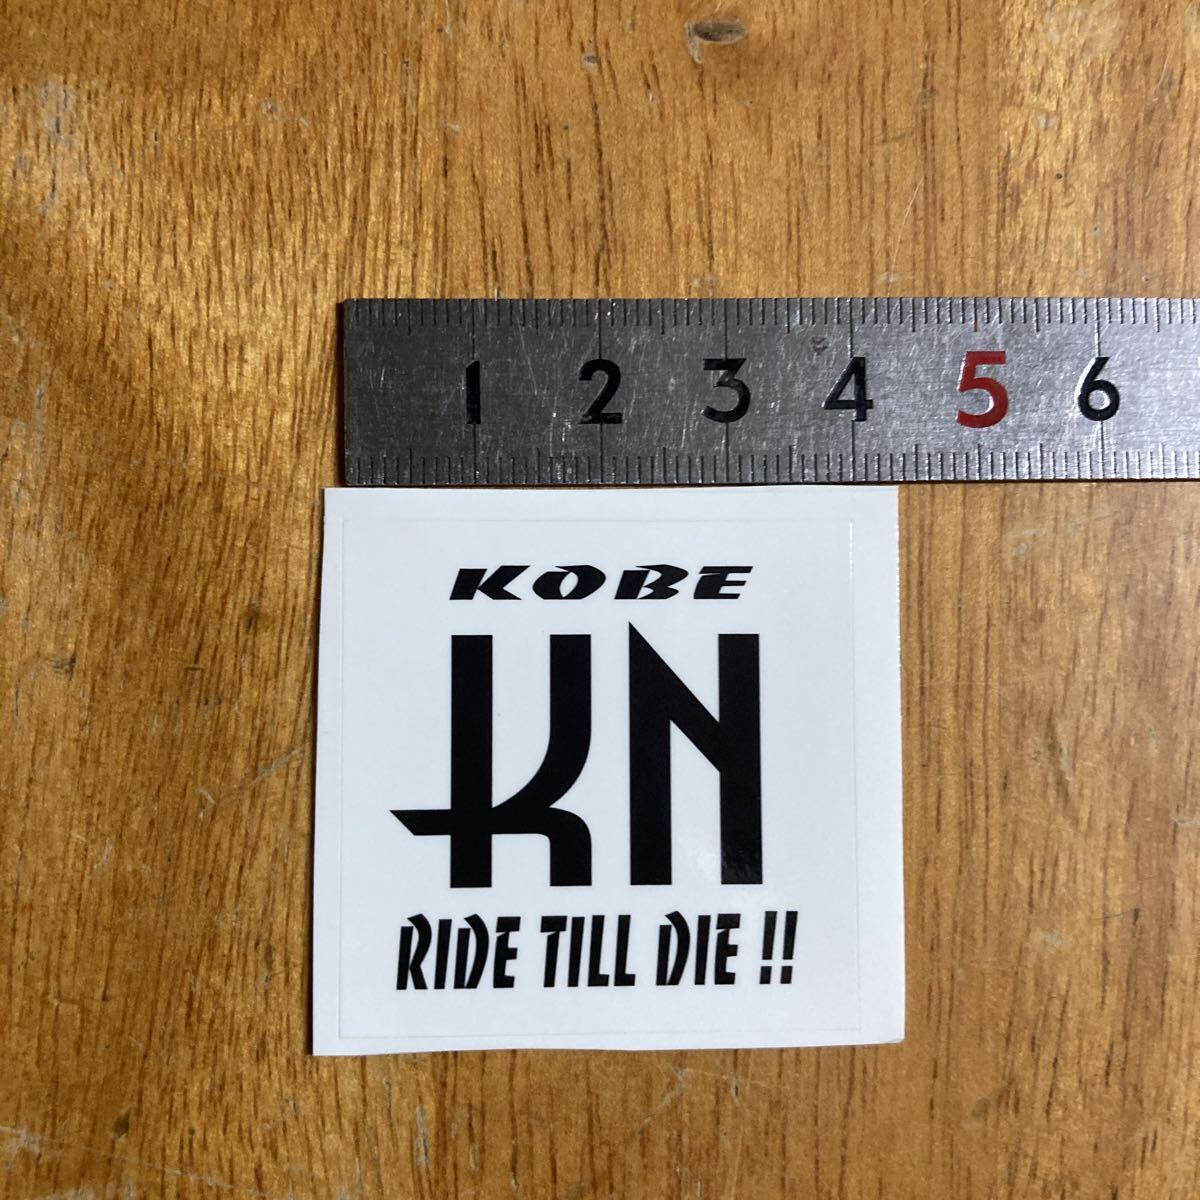 1 2 3 4 5 6
KOBE
KN
RIDE TILL DIE !!